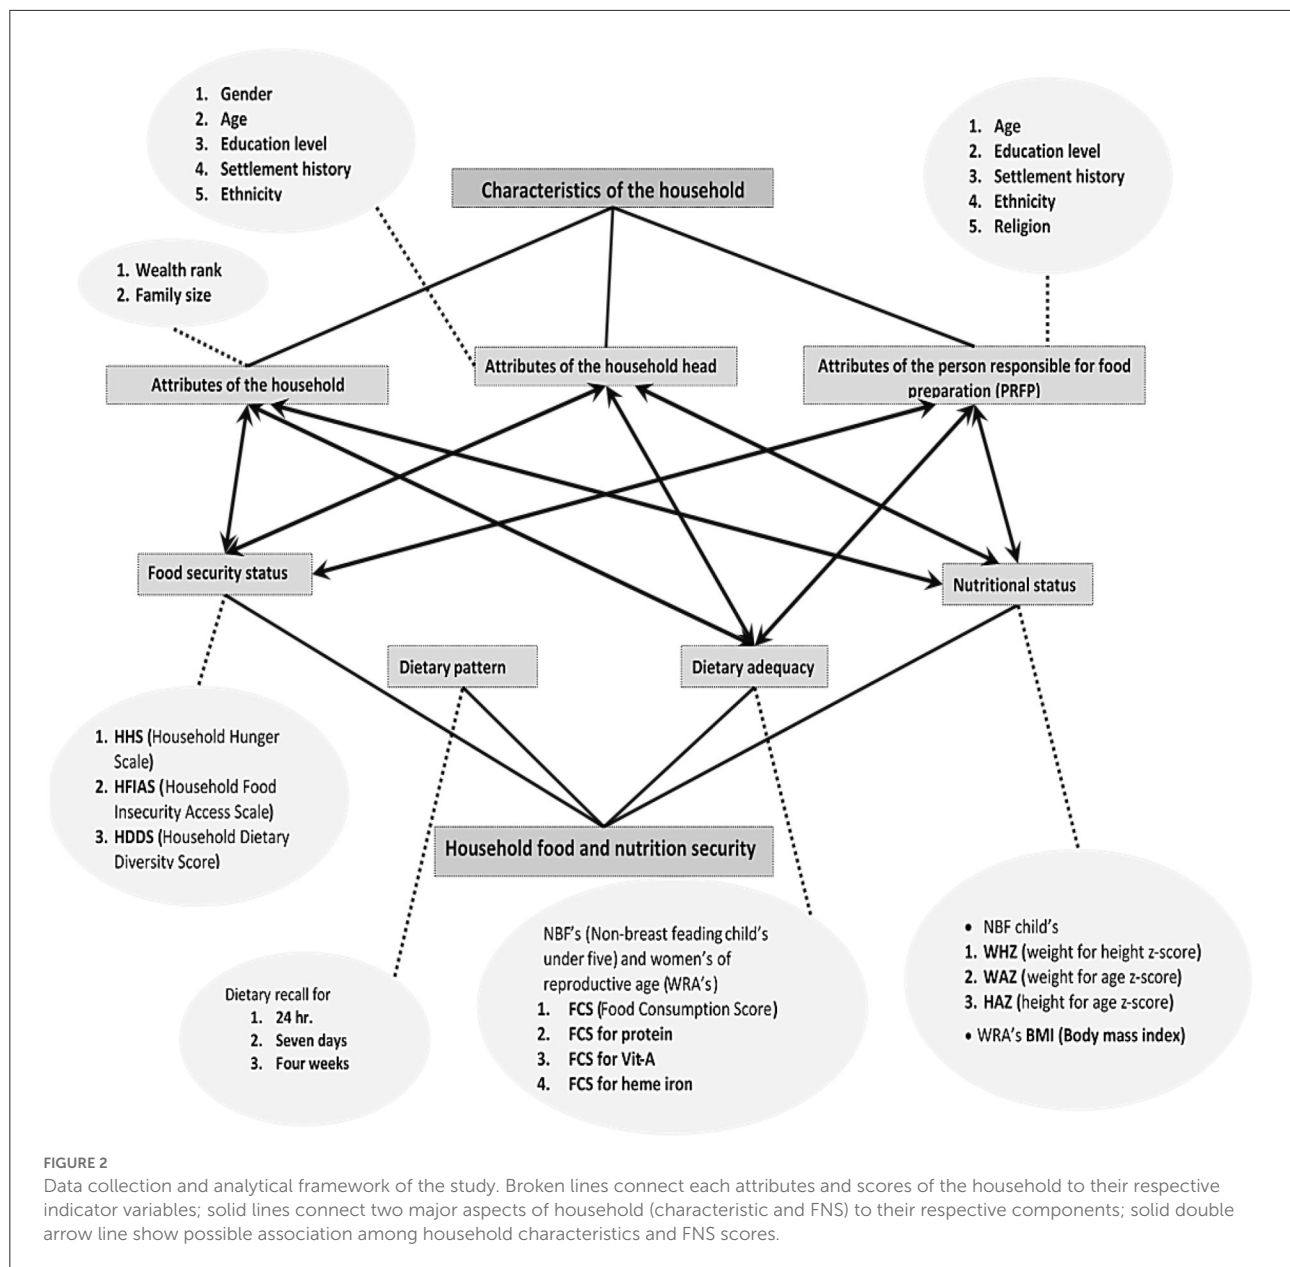 1. Gender
2. Age
3. Education level
4. Settlement history
5. Ethnicity
1. Age
2. Education level
3. Settlement history
4. Ethnicity
5. Religion
Characteristics of the household
1. Wealth rank
2. Family size
Attributes of the household
Attributes of the household head
Attributes of the person responsible for food
preparation (PRFP)
Food security status
Nutritional status
Dietary pattern
Dietary adequacy
1. HHS (Household Hunger
Scale)
2. HFIAS (Household Food
Insecurity Access Scale)
3. HDDS (Household Dietary
Diversity Score)
Household food and nutrition security
Dietary recall for
1. 24 hr.
2. Seven days
3. Four weeks
NBF's (Non-breast feeding child's
under five) and women's of
reproductive age (WRA's)
1. FCS (Food Consumption Score)
2. FCS for protein
3. FCS for Vit-A
4. FCS for heme iron
• NBF child's
1. WHZ (weight for height z-score)
2. WAZ (weight for age z-score)
3. HAZ (height for age z-score)
• WRA's BMI (Body mass index)
FIGURE 2
Data collection and analytical framework of the study. Broken lines connect each attributes and scores of the household to their respective
indicator variables; solid lines connect two major aspects of household (characteristic and FNS) to their respective components; solid double
arrow line show possible association among household characteristics and FNS scores.